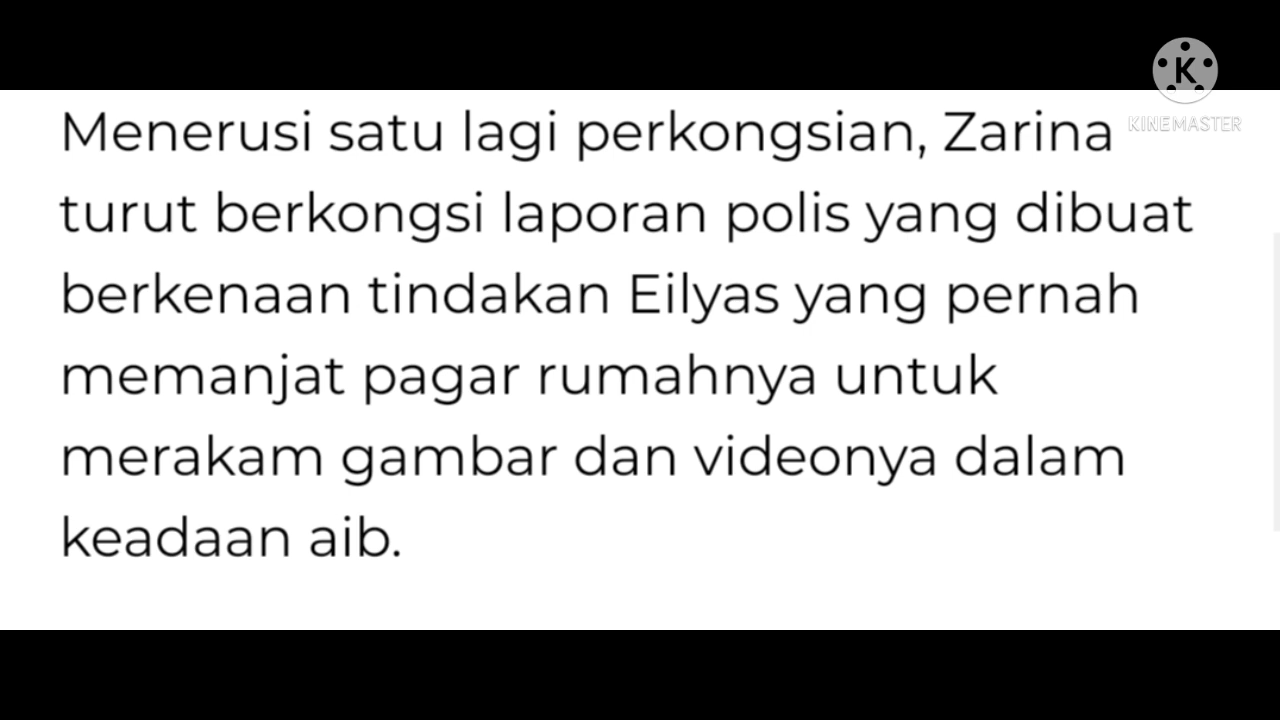 K
KINEMASTER
Menerusi satu lagi perkongsian, Zarina
turut berkongsi laporan polis yang dibuat
berkenaan tindakan Eilyas yang pernah
memanjat pagar rumahnya untuk
merakam gambar dan videonya dalam
keadaan aib.